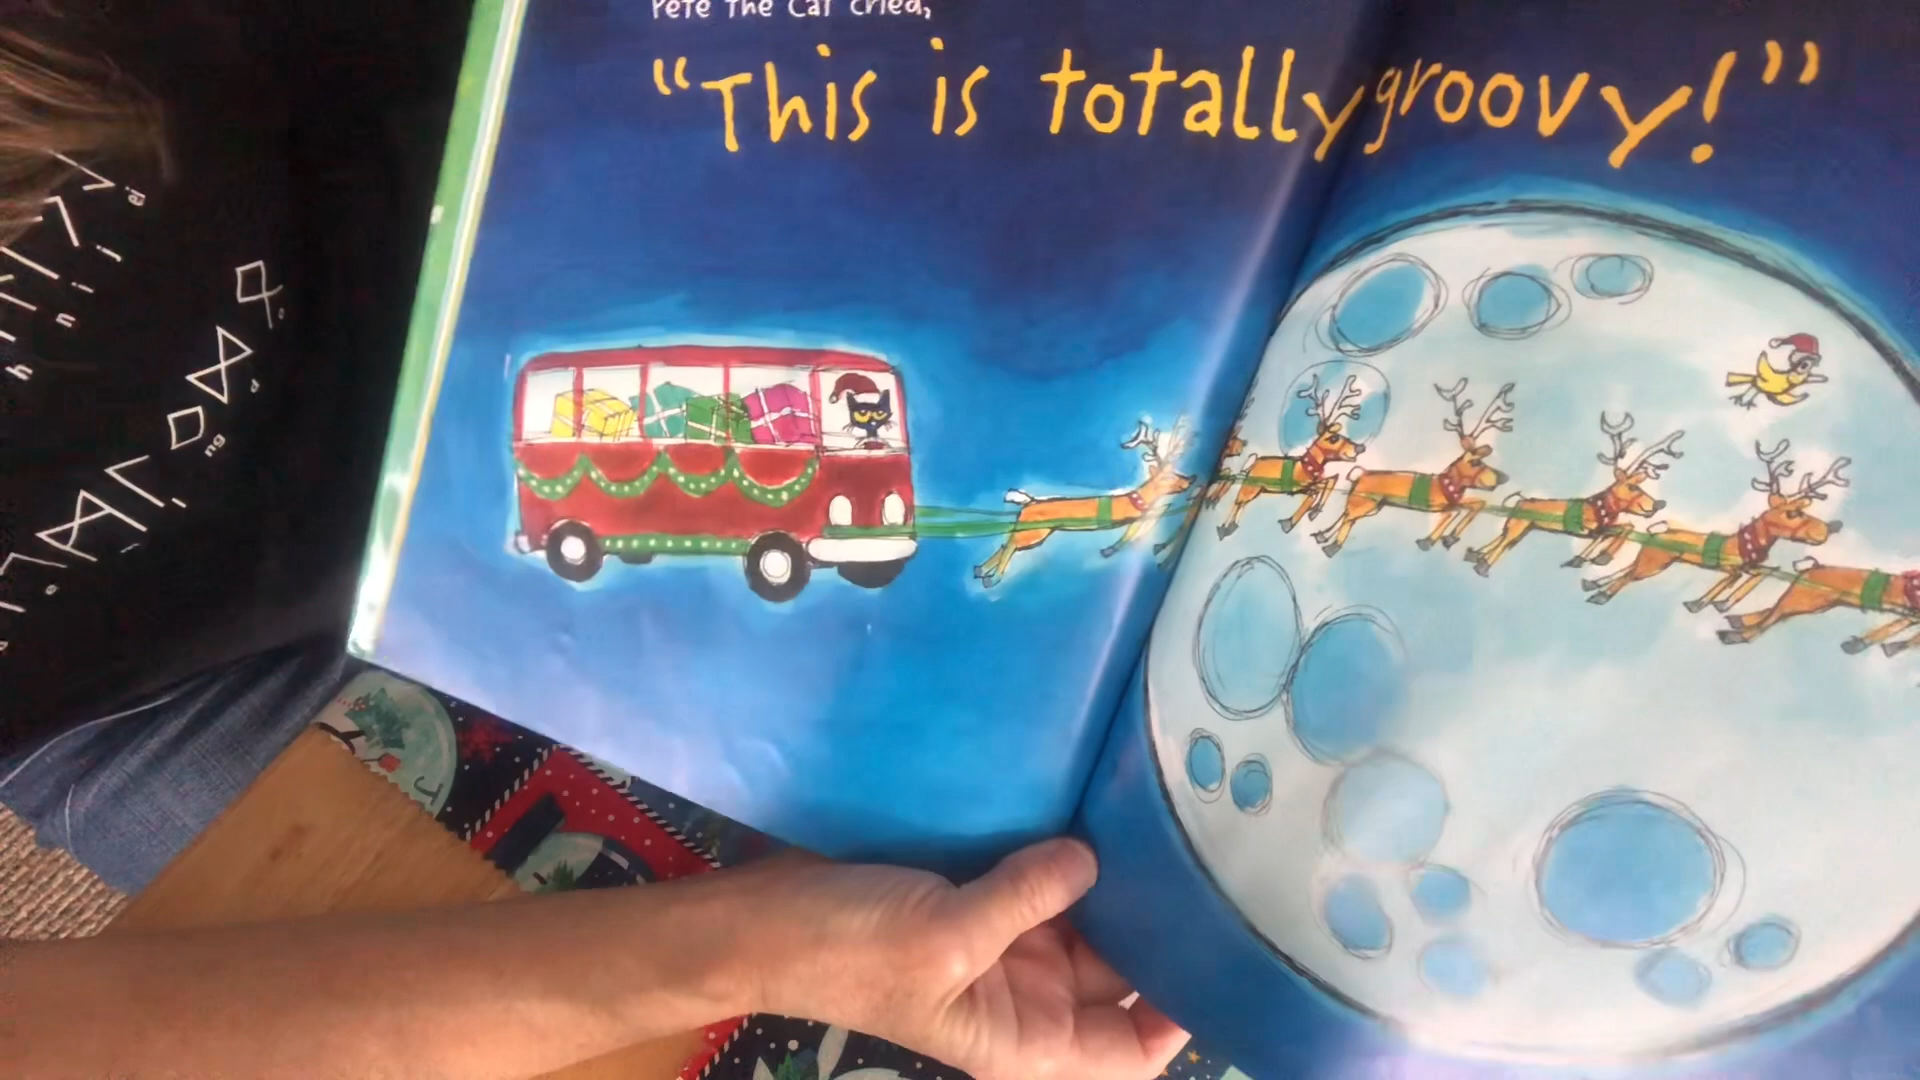 Pete the Cat cried,
“This is totally groovy!”